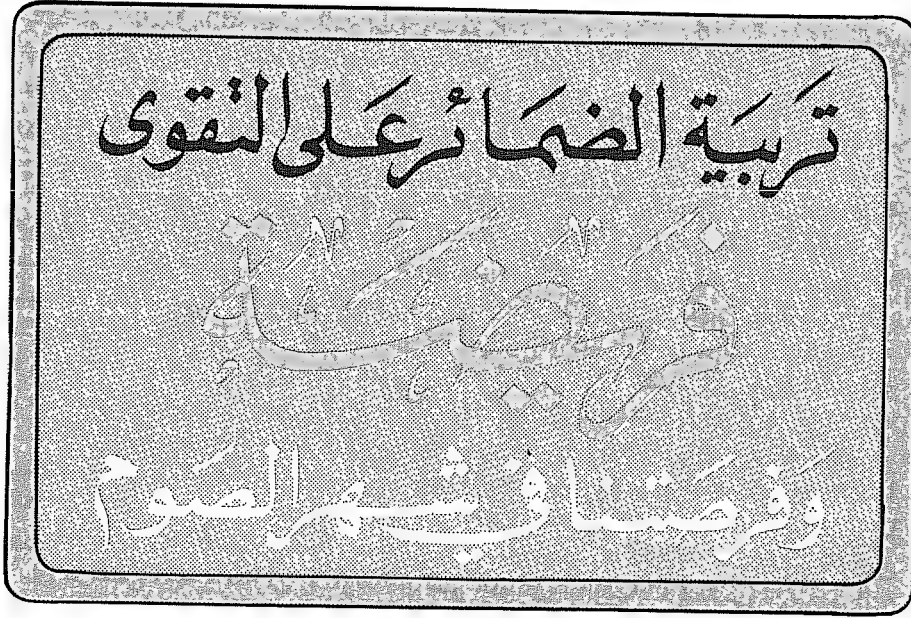 تربية الضمائر على التقوى
فريضة
وفرصتنا في شهر الصوم